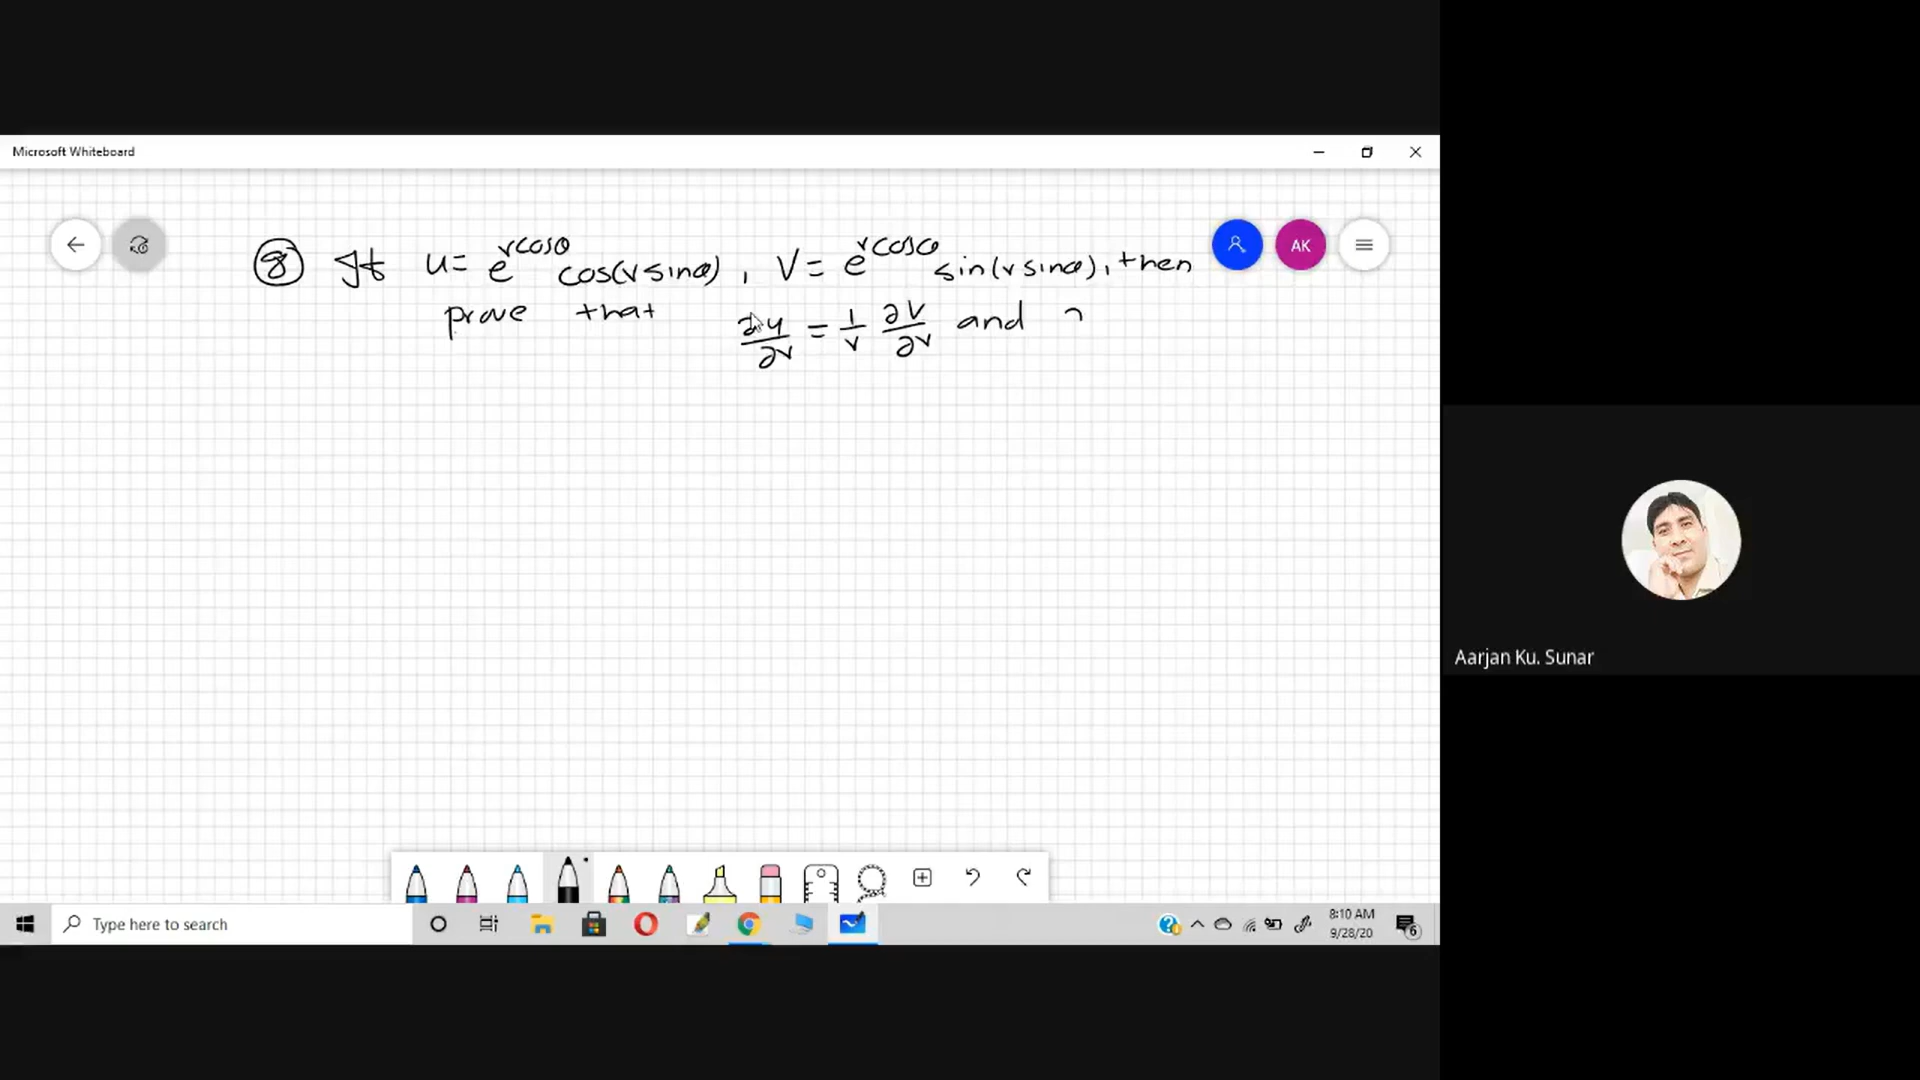 Microsoft Whiteboard
⑧ If u = e^{rcosθ} cos(r sinθ), V = e^{rcosθ} sin(r sinθ), then
AK
prove that ∂u/∂r = 1/r ∂V/∂r and ∂
Aarjan Ku. Sunar
Type here to search
8:10 AM
9/28/20
6